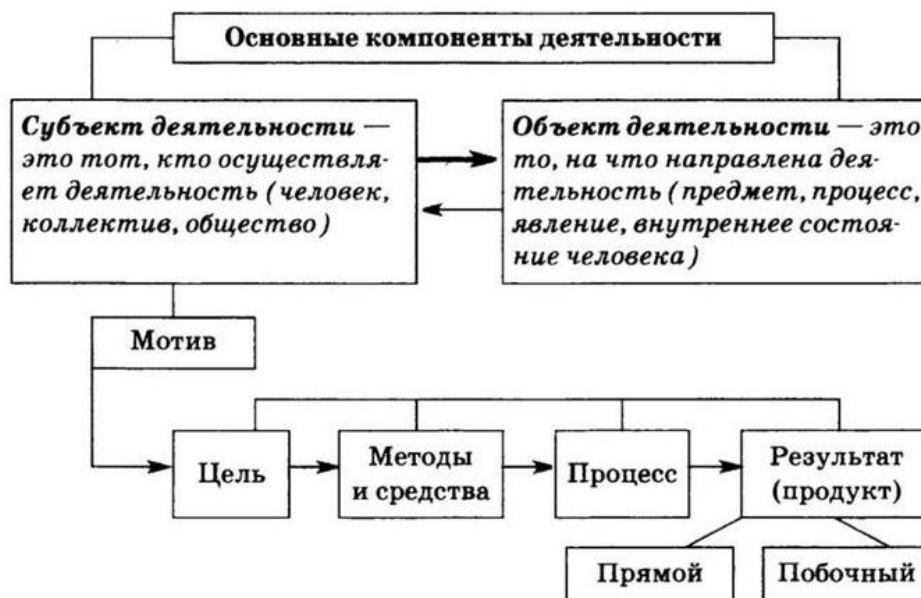 Основные компоненты деятельности
Субъект деятельности —
это тот, кто осуществля-
ет деятельность (человек,
коллектив, общество)
Объект деятельности — это
то, на что направлена дея-
тельность (предмет, процесс,
явление, внутреннее состоя-
ние человека)
Мотив
Цель
Методы
и средства
Процесс
Результат
(продукт)
Прямой
Побочный